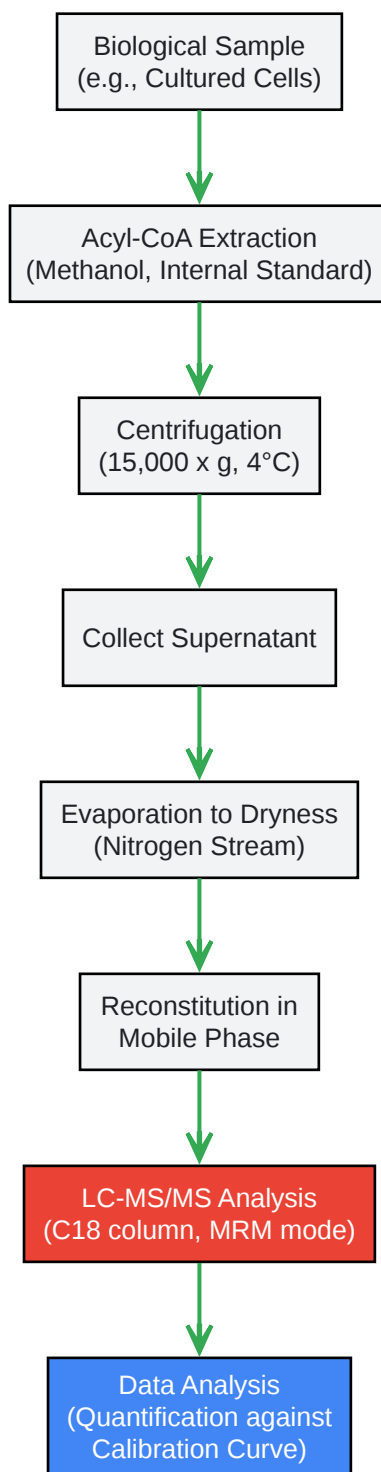 Biological Sample
(e.g., Cultured Cells)
Acyl-CoA Extraction
(Methanol, Internal Standard)
Centrifugation
(15,000 x g, 4°C)
Collect Supernatant
Evaporation to Dryness
(Nitrogen Stream)
Reconstitution in
Mobile Phase
LC-MS/MS Analysis
(C18 column, MRM mode)
Data Analysis
(Quantification against
Calibration Curve)